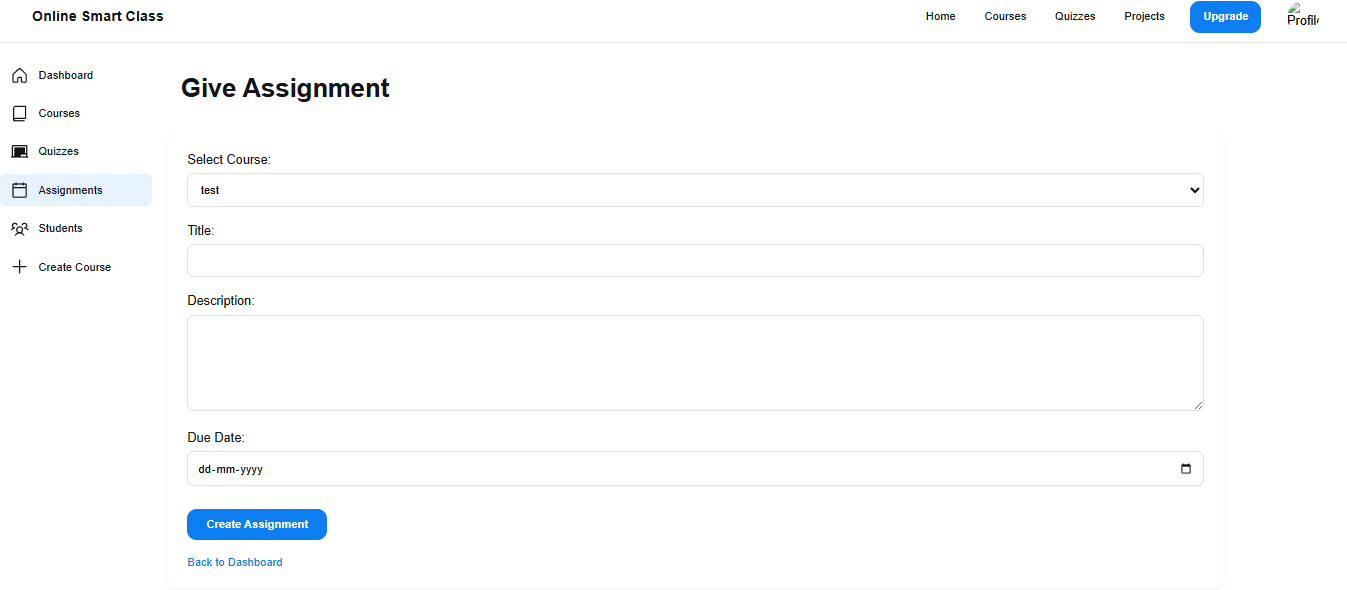 Online Smart Class
Home Courses Quizzes Projects Upgrade Profil
Dashboard
Courses
Quizzes
Assignments
Students
Create Course
Give Assignment
Select Course:
test
Title:
Description:
Due Date:
dd-mm-yyyy
Create Assignment
Back to Dashboard